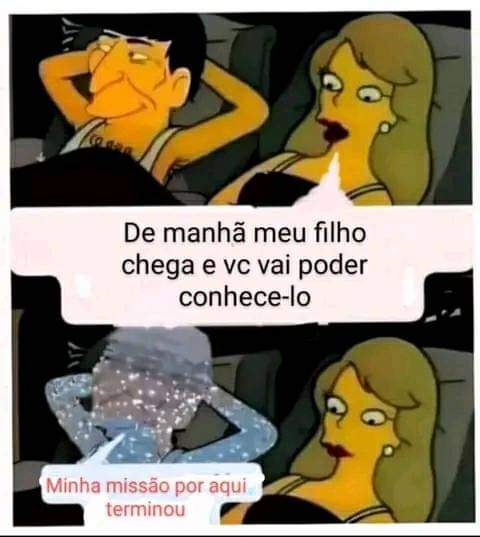 De manhã meu filho
chega e vc vai poder
conhece-lo
Minha missão por aqui
terminou